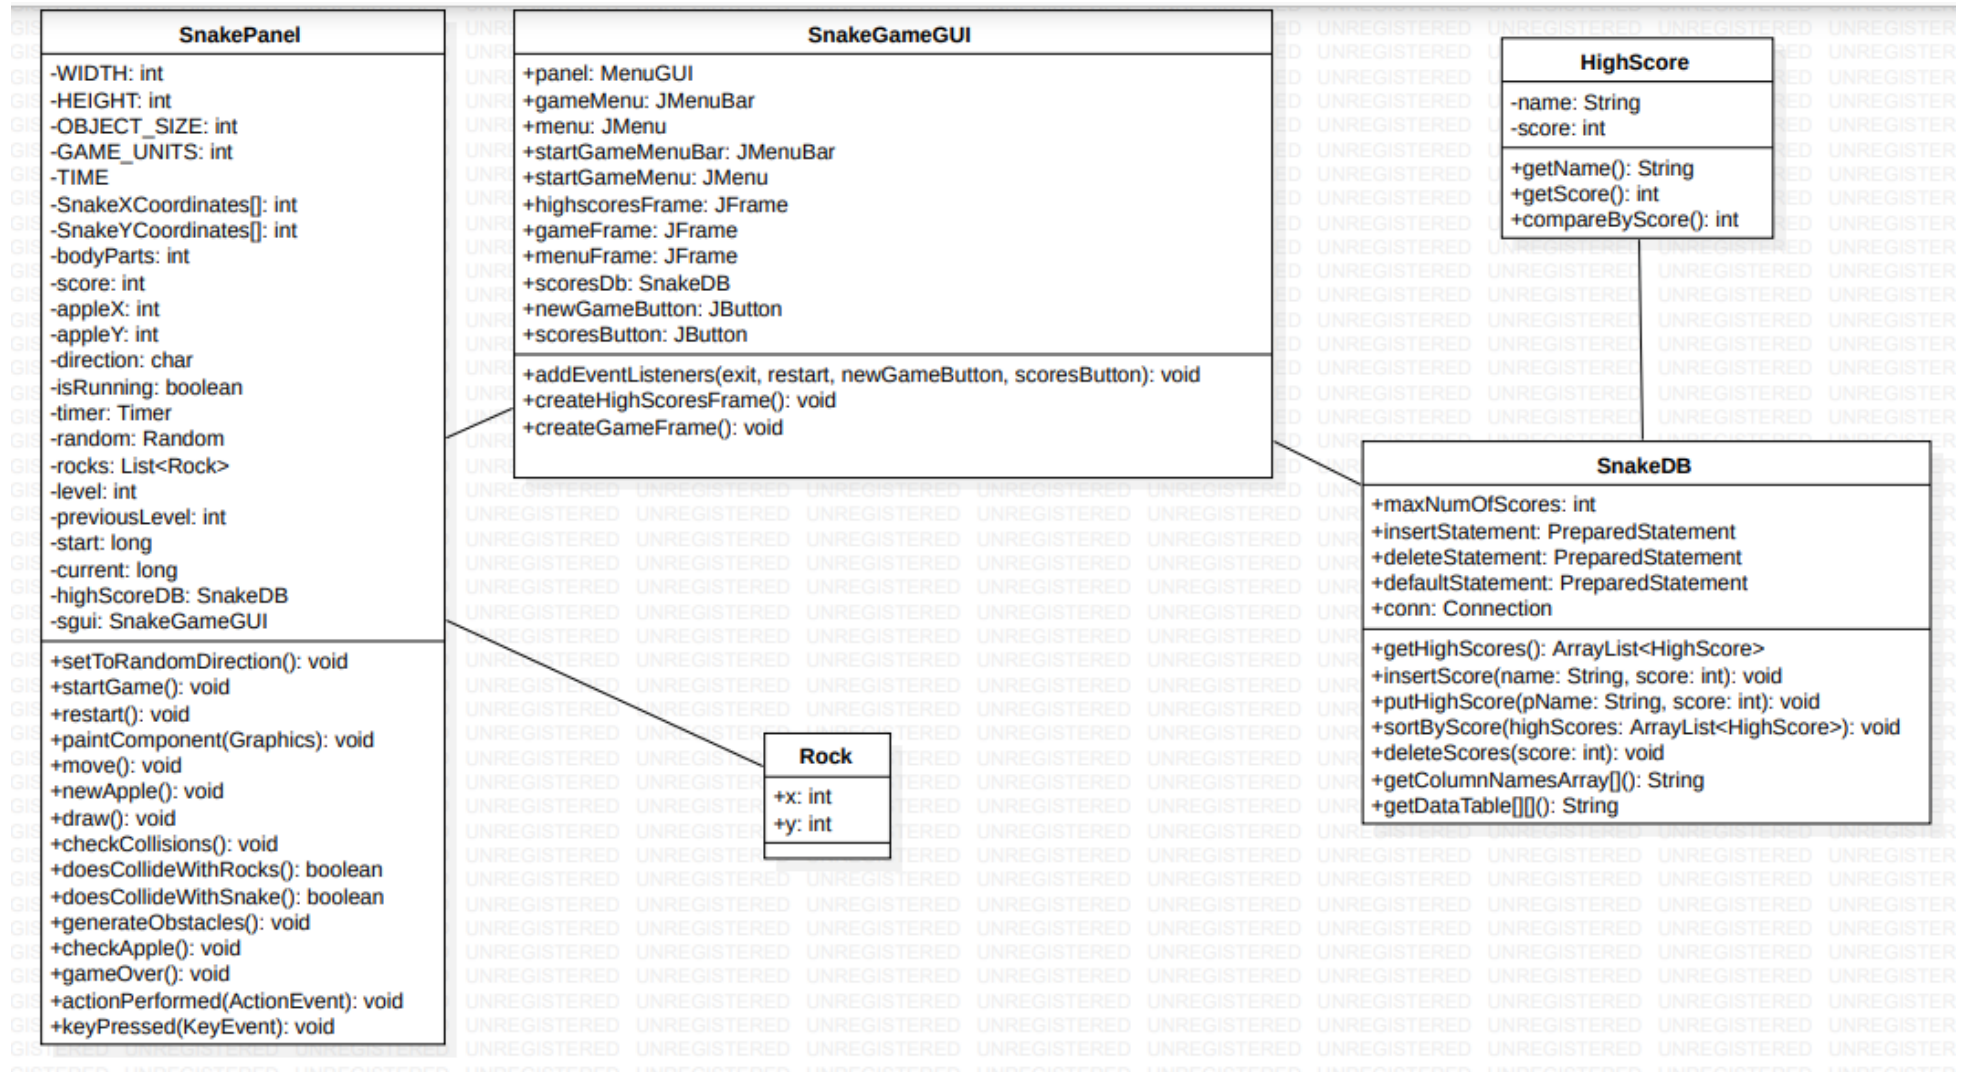 SnakePanel
-WIDTH: int
-HEIGHT: int
-OBJECT_SIZE: int
-GAME_UNITS: int
-TIME
-SnakeXCoordinates[]: int
-SnakeYCoordinates[]: int
-bodyParts: int
-score: int
-appleX: int
-appleY: int
-direction: char
-isRunning: boolean
-timer: Timer
-random: Random
-rocks: List<Rock>
-level: int
-previousLevel: int
-start: long
-current: long
-highScoreDB: SnakeDB
-sgui: SnakeGameGUI
+setToRandomDirection(): void
+startGame(): void
+restart(): void
+paintComponent(Graphics): void
+move(): void
+newApple(): void
+draw(): void
+checkCollisions(): void
+doesCollideWithRocks(): boolean
+doesCollideWithSnake(): boolean
+generateObstacles(): void
+checkApple(): void
+gameOver(): void
+actionPerformed(ActionEvent): void
+keyPressed(KeyEvent): void
SnakeGameGUI
+panel: MenuGUI
+gameMenu: JMenuBar
+menu: JMenu
+startGameMenuBar: JMenuBar
+startGameMenu: JMenu
+highscoresFrame: JFrame
+gameFrame: JFrame
+menuFrame: JFrame
+scoresDb: SnakeDB
+newGameButton: JButton
+scoresButton: JButton
+addEventListeners(exit, restart, newGameButton, scoresButton): void
+createHighScoresFrame(): void
+createGameFrame(): void
HighScore
-name: String
-score: int
+getName(): String
+getScore(): int
+compareByScore(): int
SnakeDB
+maxNumOfScores: int
+insertStatement: PreparedStatement
+deleteStatement: PreparedStatement
+defaultStatement: PreparedStatement
+conn: Connection
+getHighScores(): ArrayList<HighScore>
+insertScore(name: String, score: int): void
+putHighScore(pName: String, score: int): void
+sortByScore(highScores: ArrayList<HighScore>): void
+deleteScores(score: int): void
+getColumnNamesArray[](): String
+getDataTable[][](): String
Rock
+x: int
+y: int